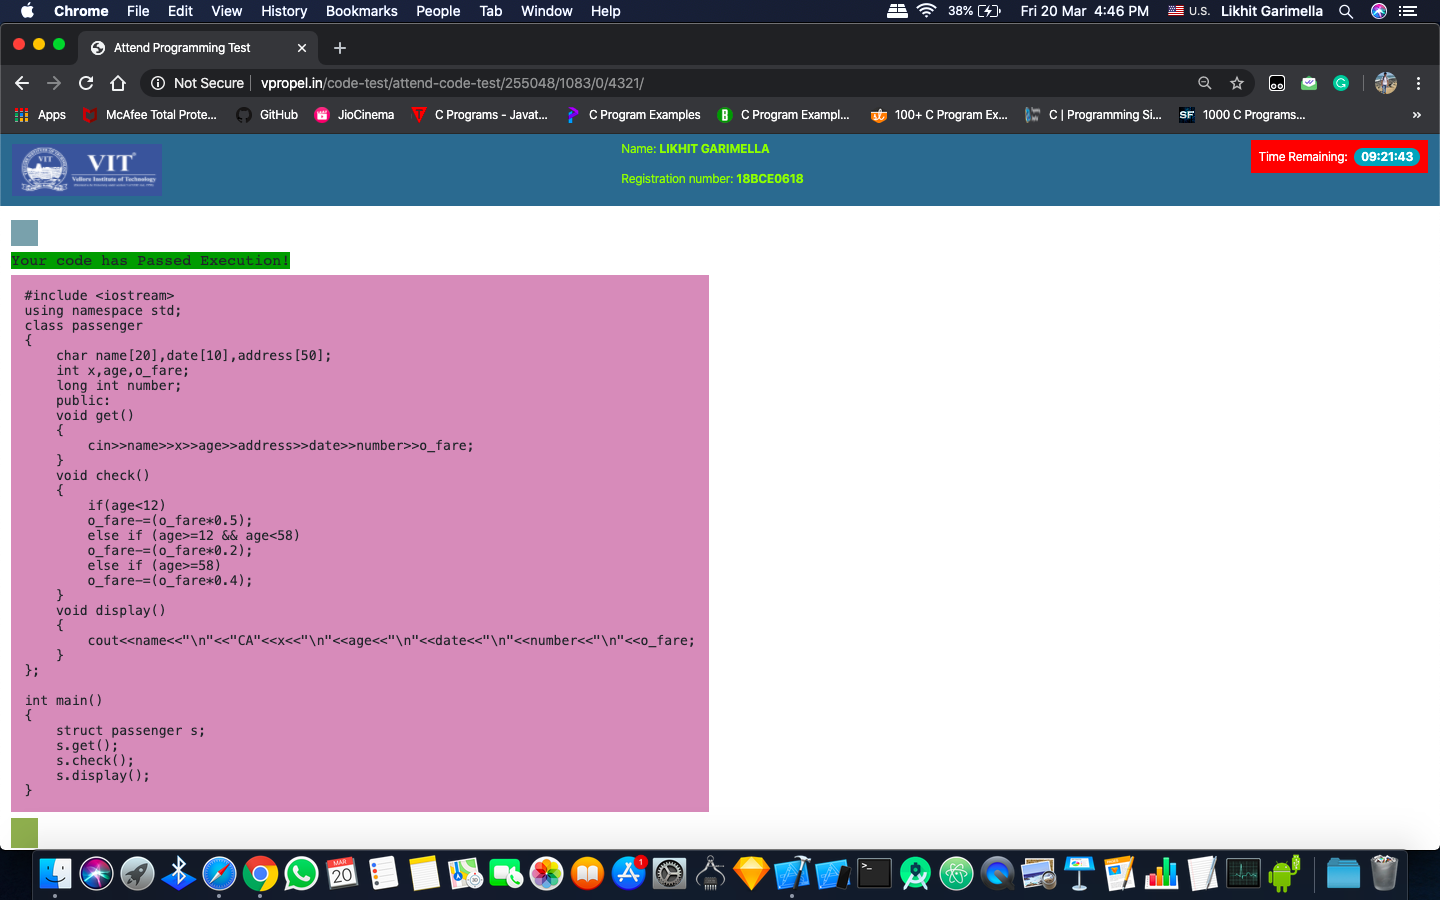 Chrome File Edit View History Bookmarks People Tab Window Help 38% Fri 20 Mar 4:46 PM U.S. Likhit Garimella
Attend Programming Test
Not Secure vpropel.in/code-test/attend-code-test/255048/1083/0/4321/
Apps McAfee Total Prote... GitHub JioCinema C Programs - Javat... C Program Examples C Program Exampl... 100+ C Program Ex... C | Programming Si... SF 1000 C Programs... »
VIT
Vellore Institute of Technology
Name: LIKHIT GARIMELLA
Registration number: 18BCE0618
Time Remaining: 09:21:43
Your code has Passed Execution!
#include <iostream>
using namespace std;
class passenger
{
    char name[20],date[10],address[50];
    int x,age,o_fare;
    long int number;
    public:
    void get()
    {
        cin>>name>>x>>age>>address>>date>>number>>o_fare;
    }
    void check()
    {
        if(age<12)
        o_fare-=(o_fare*0.5);
        else if (age>=12 && age<58)
        o_fare-=(o_fare*0.2);
        else if (age>=58)
        o_fare-=(o_fare*0.4);
    }
    void display()
    {
        cout<<name<<"\n"<<"CA"<<x<<"\n"<<age<<"\n"<<date<<"\n"<<number<<"\n"<<o_fare;
    }
};
int main()
{
    struct passenger s;
    s.get();
    s.check();
    s.display();
}
MAR
20
1